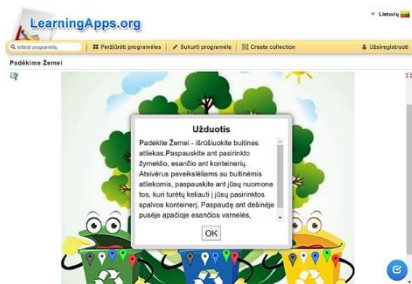 LearningApps.org
Lietuvių
Ieškoti programėlių
Peržiūrėti programėles
Sukurti programėlę
Create collection
Užsiregistruoti
Padėkime Žemei
Užduotis
Padėkite Žemei - išrūšiuokite buitines
atliekas.Paspauskite ant pasirinkto
žymeklio, esančio ant konteinerių.
Atsivėrus paveikslėliams su buitinėmis
atliekomis, paspauskite ant jūsų nuomone
tos, kuri turėtų keliauti į jūsų pasirinktos
spalvos konteinerį. Paspaudę ant dešinėje
pusėje apačioje esančios varnelės,
OK